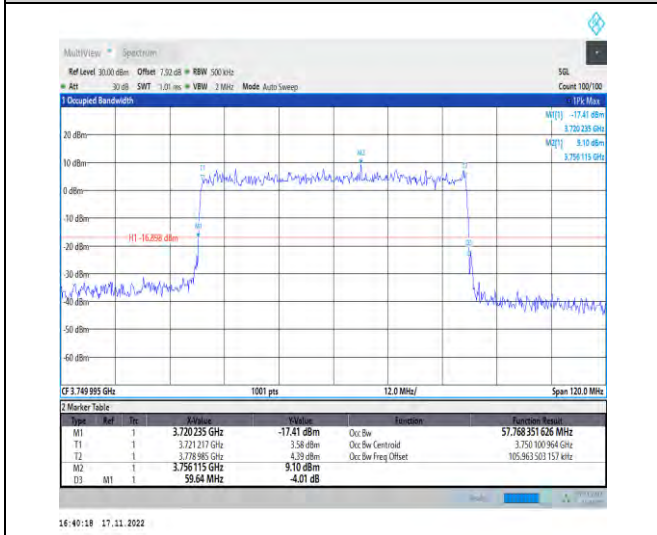 MultiView Spectrum
Ref Level 30.00 dBm Offset 7.92 dB RBW 500 kHz SGL
Att 30 dB SWT 1.01 ms VBW 2 MHz Mode Auto Sweep Count 100/100
1 Occupied Bandwidth 1Pk Max
M1[1] -17.41 dBm
3.720 235 GHz
M2[1] 9.10 dBm
3.756 115 GHz
20 dBm
10 dBm
0 dBm
-10 dBm
-20 dBm
-30 dBm
-40 dBm
-50 dBm
-60 dBm
H1 -16.898 dBm
T1
M2
T2
M1
D3
CF 3.749 995 GHz 1001 pts 12.0 MHz/ Span 120.0 MHz
2 Marker Table
Type Ref Trc X-Value Y-Value Function Function Result
M1 1 3.720 235 GHz -17.41 dBm Occ Bw 57.768 351 626 MHz
T1 1 3.721 217 GHz 3.58 dBm Occ Bw Centroid 3.750 100 964 GHz
T2 1 3.778 985 GHz 4.39 dBm Occ Bw Freq Offset 105.963 503 157 kHz
M2 1 3.756 115 GHz 9.10 dBm
D3 M1 1 59.64 MHz -4.01 dB
16:40:18 17.11.2022